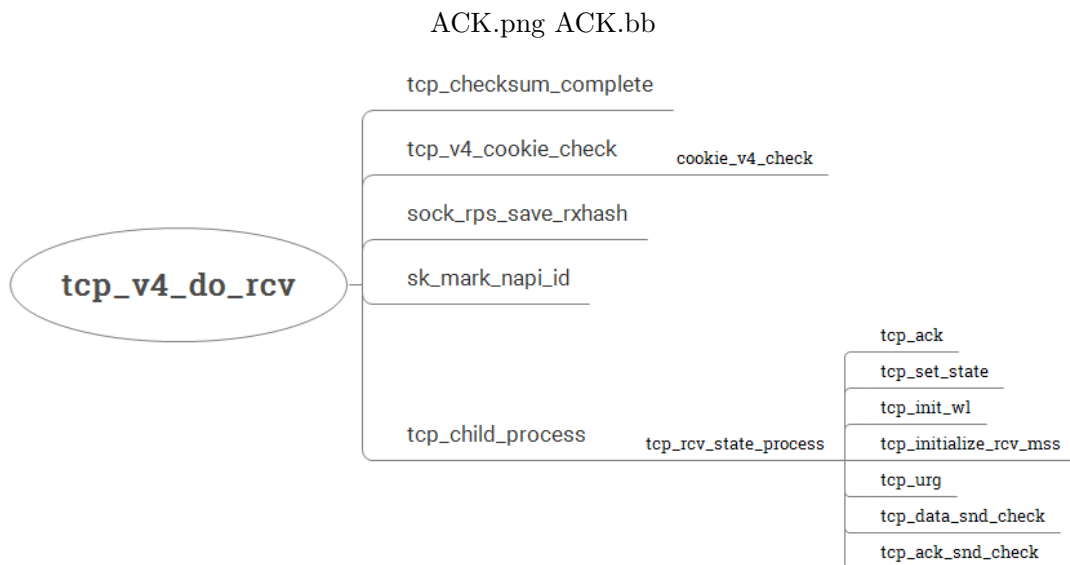 ACK.png ACK.bb
tcp_checksum_complete
tcp_v4_cookie_check
cookie_v4_check
sock_rps_save_rxhash
tcp_v4_do_rcv
sk_mark_napi_id
tcp_child_process
tcp_rcv_state_process
tcp_ack
tcp_set_state
tcp_init_wl
tcp_initialize_rcv_mss
tcp_urg
tcp_data_snd_check
tcp_ack_snd_check